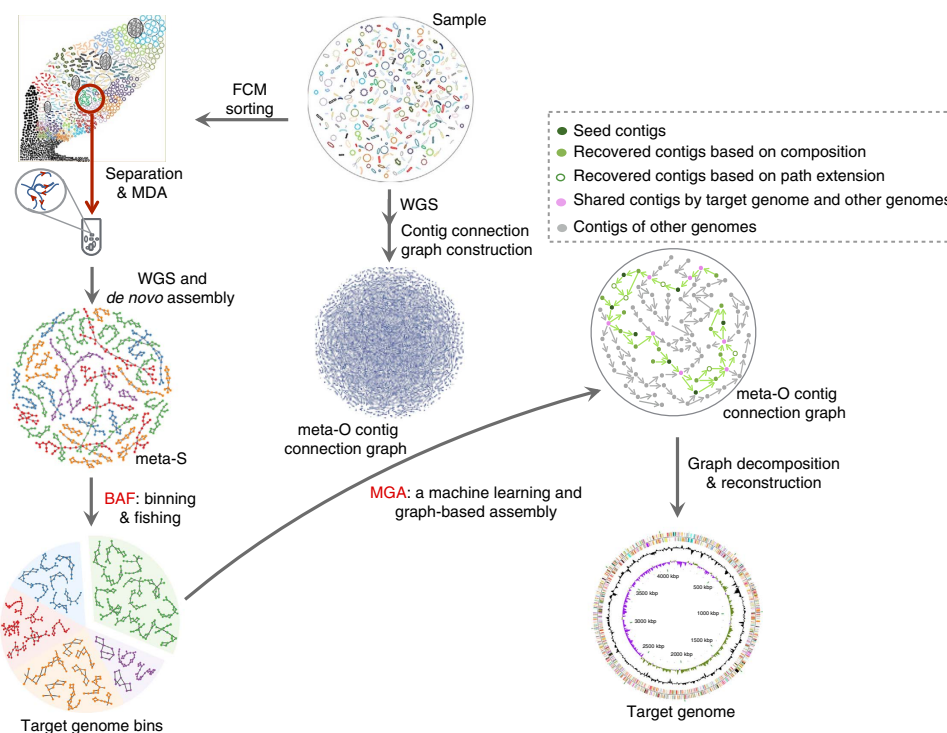 Sample
FCM
sorting
Separation
& MDA
WGS
Contig connection
graph construction
Seed contigs
Recovered contigs based on composition
Recovered contigs based on path extension
Shared contigs by target genome and other genomes
Contigs of other genomes
WGS and
de novo assembly
meta-S
meta-O contig
connection graph
meta-O contig
connection graph
BAF: binning
& fishing
MGA: a machine learning and
graph-based assembly
Graph decomposition
& reconstruction
4000 kbp
500 kbp
3500 kbp
1000 kbp
3000 kbp
1500 kbp
2500 kbp
2000 kbp
Target genome bins
Target genome